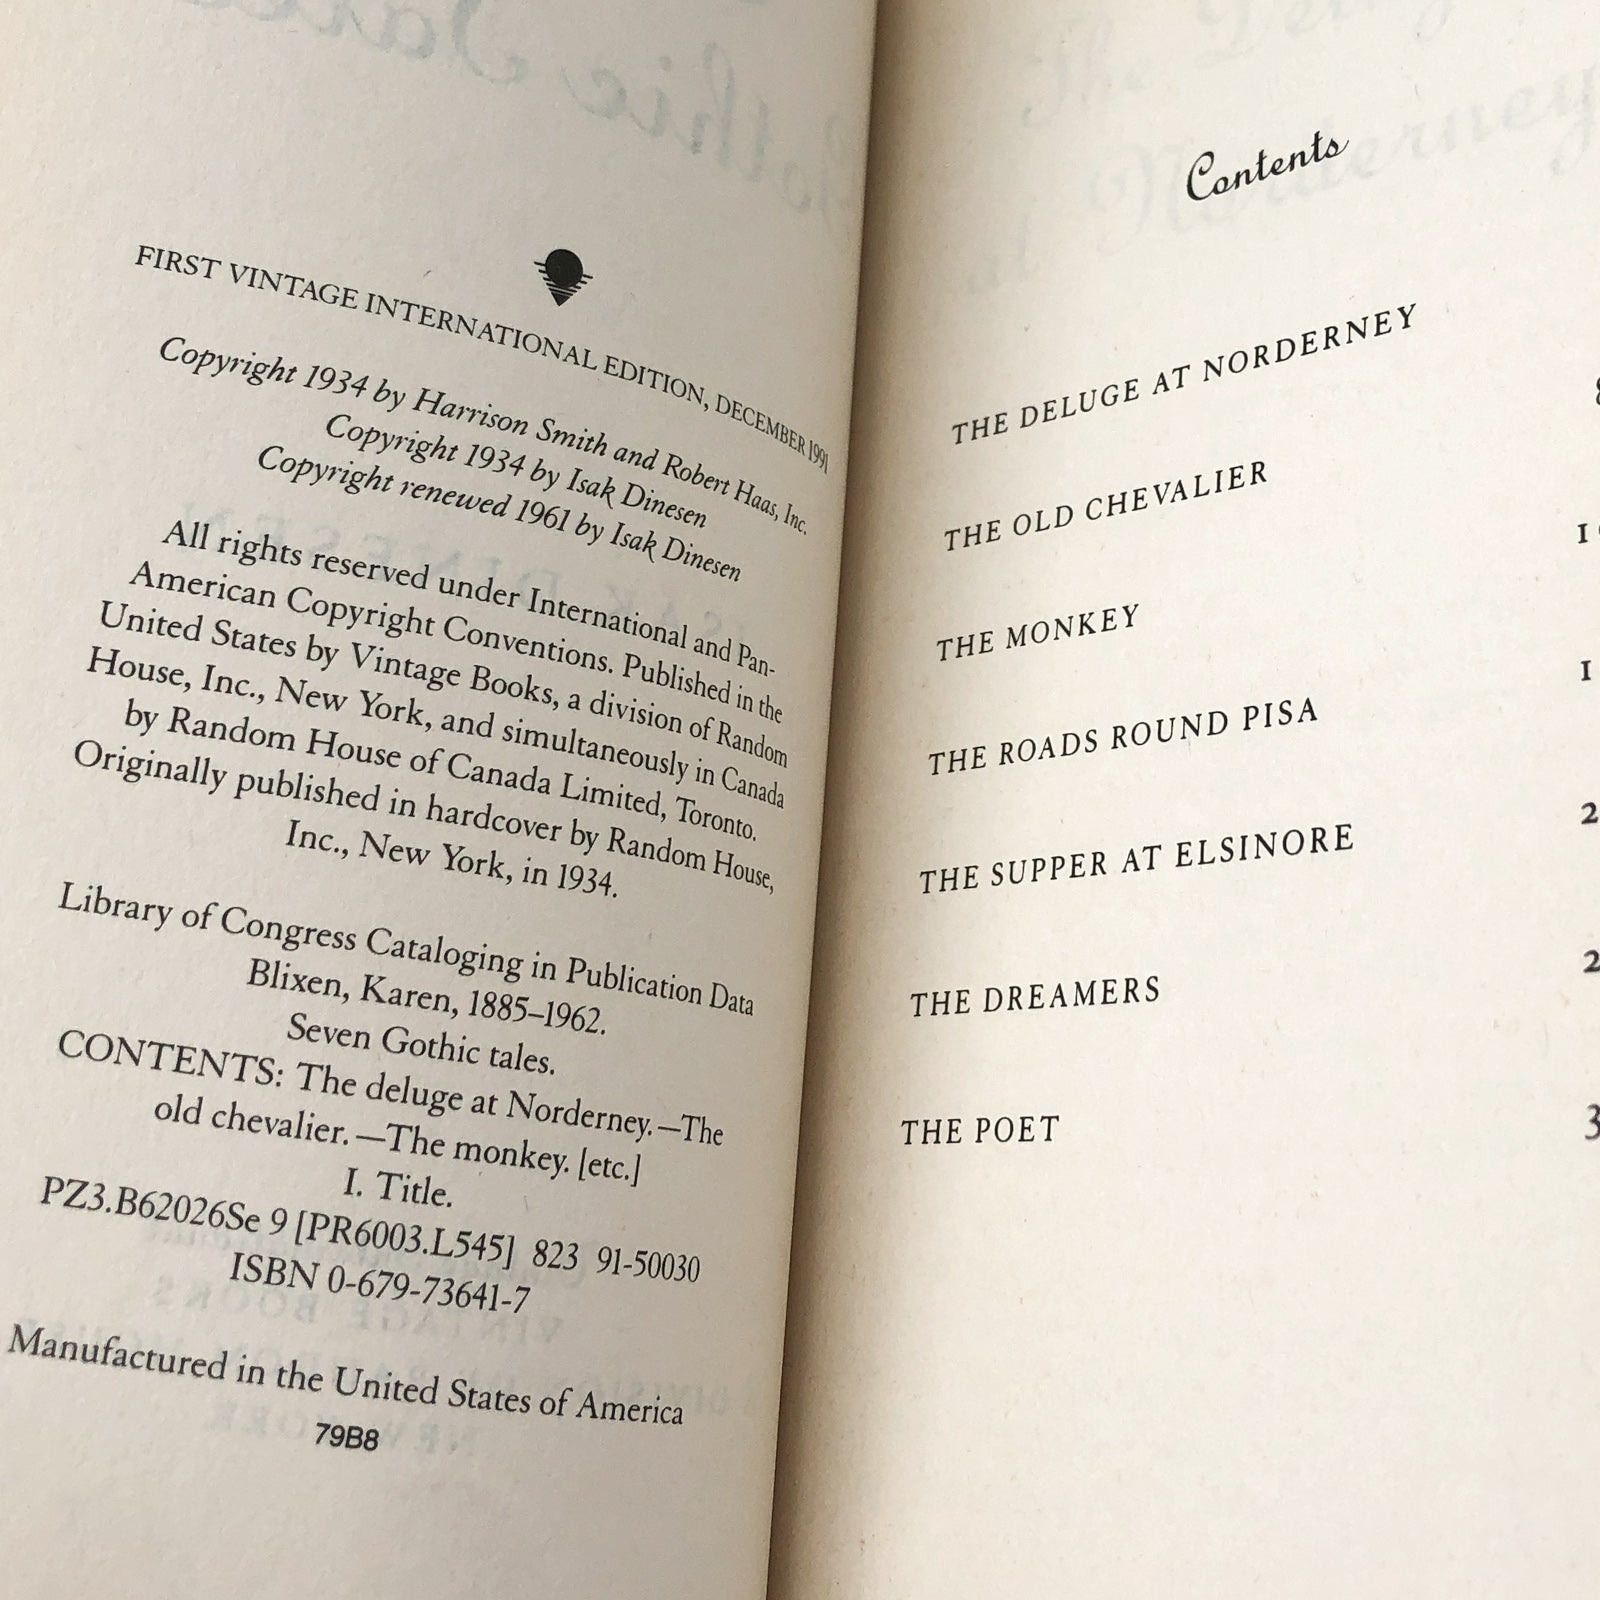 FIRST VINTAGE INTERNATIONAL EDITION, DECEMBER 1991
Copyright 1934 by Harrison Smith and Robert Haas, Inc.
Copyright 1934 by Isak Dinesen
Copyright renewed 1961 by Isak Dinesen
All rights reserved under International and Pan-
American Copyright Conventions. Published in the
United States by Vintage Books, a division of Random
House, Inc., New York, and simultaneously in Canada
by Random House of Canada Limited, Toronto.
Originally published in hardcover by Random House,
Inc., New York, in 1934.
Library of Congress Cataloging in Publication Data
Blixen, Karen, 1885–1962.
Seven Gothic tales.
CONTENTS: The deluge at Norderney.—The
old chevalier.—The monkey. [etc.]
I. Title.
PZ3.B62026Se 9 [PR6003.L545] 823 91-50030
ISBN 0-679-73641-7
Manufactured in the United States of America
79B8
Contents
THE DELUGE AT NORDERNEY
THE OLD CHEVALIER
THE MONKEY
THE ROADS ROUND PISA
THE SUPPER AT ELSINORE
THE DREAMERS
THE POET